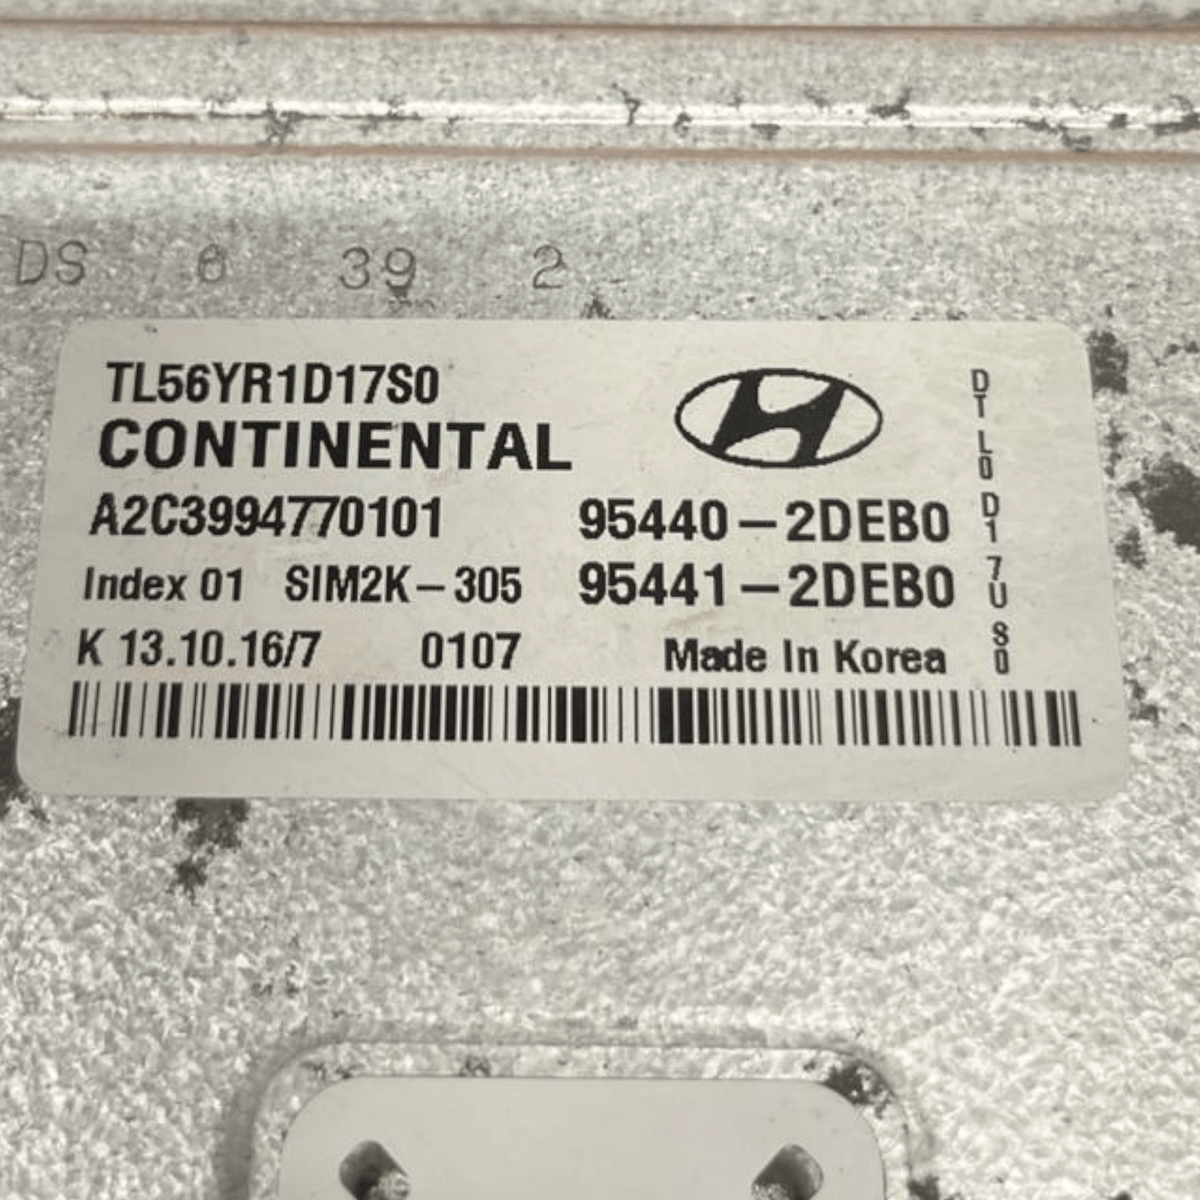 DS 6 39 2
TL56YR1D17S0
CONTINENTAL
A2C3994770101 95440-2DEB0
Index 01 SIM2K-305 95441-2DEB0
K 13.10.16/7 0107 Made In Korea
DT L0 D1 7U S0